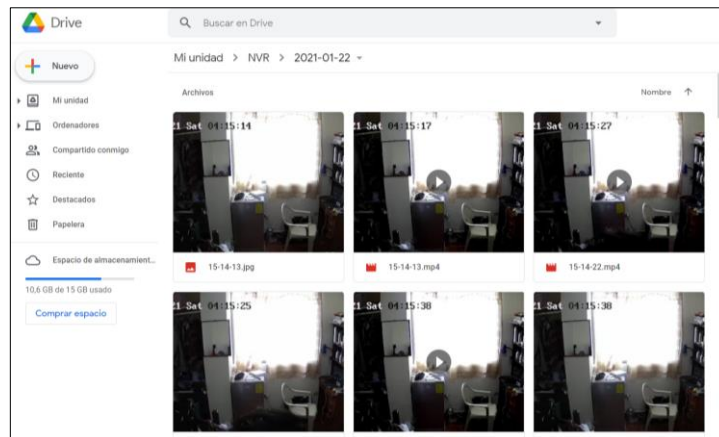 Drive
Buscar en Drive
Nuevo
Mi unidad > NVR > 2021-01-22
Archivos
Nombre
Mi unidad
Ordenadores
Compartido conmigo
Reciente
Destacados
Papelera
Espacio de almacenamient...
10,6 GB de 15 GB usado
Comprar espacio
21 Sat 04:15:14
21 Sat 04:15:17
21 Sat 04:15:27
15-14-13.jpg
15-14-13.mp4
15-14-22.mp4
21 Sat 04:15:25
21 Sat 04:15:38
21 Sat 04:15:38